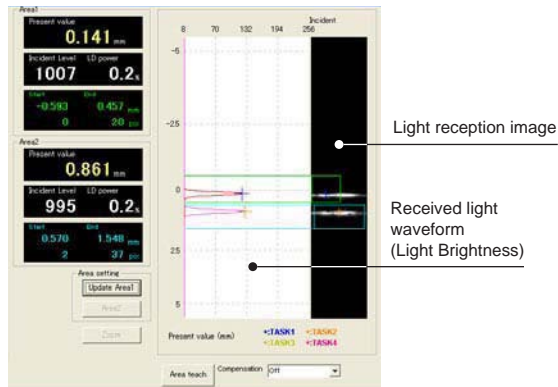 Area1
Present value
0.141 mm
Incident Level LD power
1007 0.2%
Start End
-0.593 0.457 mm
0 20 pix
Area2
Present value
0.861 mm
Incident Level LD power
995 0.2%
Start End
0.570 1.548 mm
2 37 pix
Area setting
Update Area1
Area2
Zoom
Incident
8 70 132 194 256
-5
-2.5
0
2.5
5
Present value (mm)
+:TASK1 +:TASK2
+:TASK3 +:TASK4
Area teach Compensation Off
Light reception image
Received light
waveform
(Light Brightness)